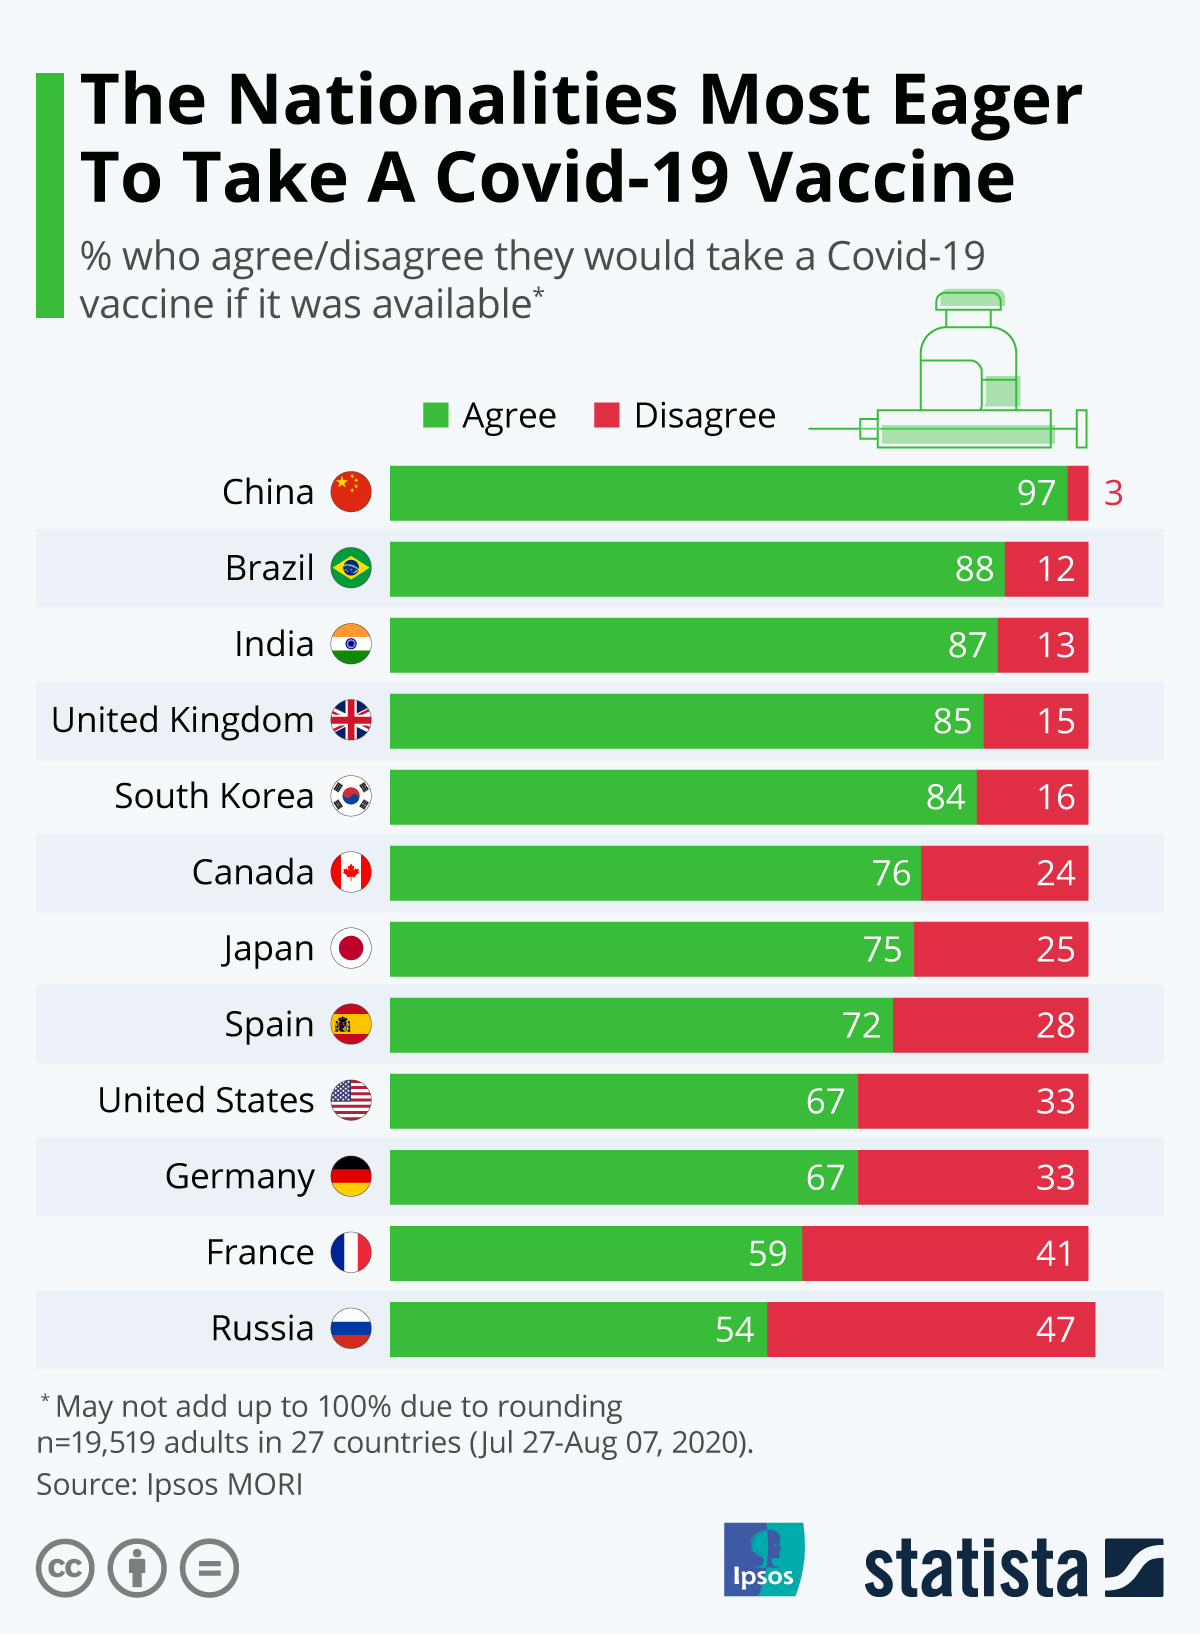 The Nationalities Most Eager
To Take A Covid-19 Vaccine
% who agree/disagree they would take a Covid-19
vaccine if it was available*
Agree Disagree
China 97 3
Brazil 88 12
India 87 13
United Kingdom 85 15
South Korea 84 16
Canada 76 24
Japan 75 25
Spain 72 28
United States 67 33
Germany 67 33
France 59 41
Russia 54 47
* May not add up to 100% due to rounding
n=19,519 adults in 27 countries (Jul 27-Aug 07, 2020).
Source: Ipsos MORI
cc = Ipsos statista